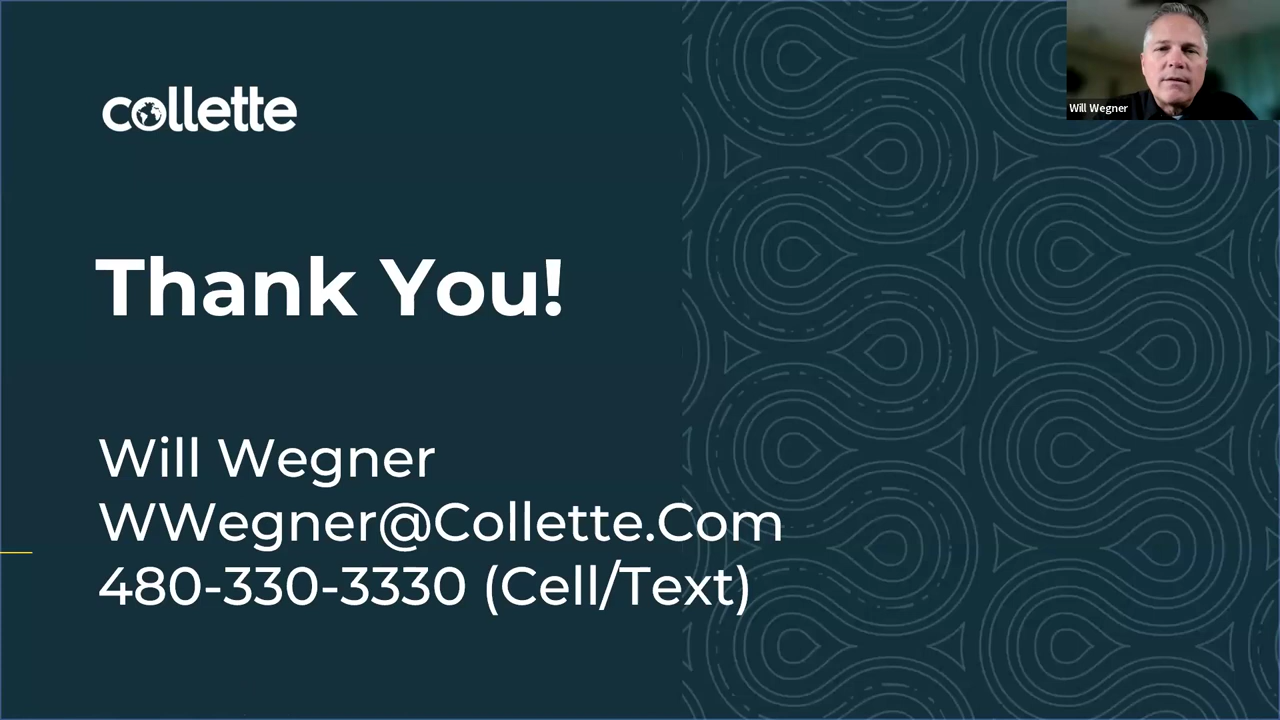 collette
Will Wegner
Thank You!
Will Wegner
WWegner@Collette.Com
480-330-3330 (Cell/Text)